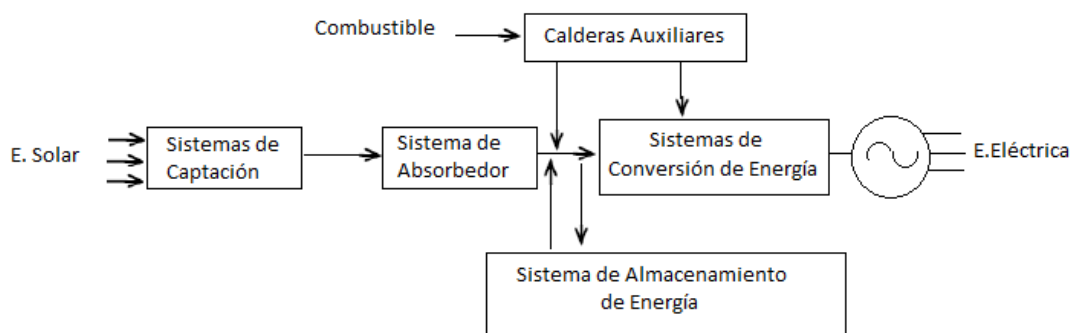 Combustible
Calderas Auxiliares
E. Solar
Sistemas de
Captación
Sistema de
Absorbedor
Sistemas de
Conversión de Energía
E.Eléctrica
Sistema de Almacenamiento
de Energía